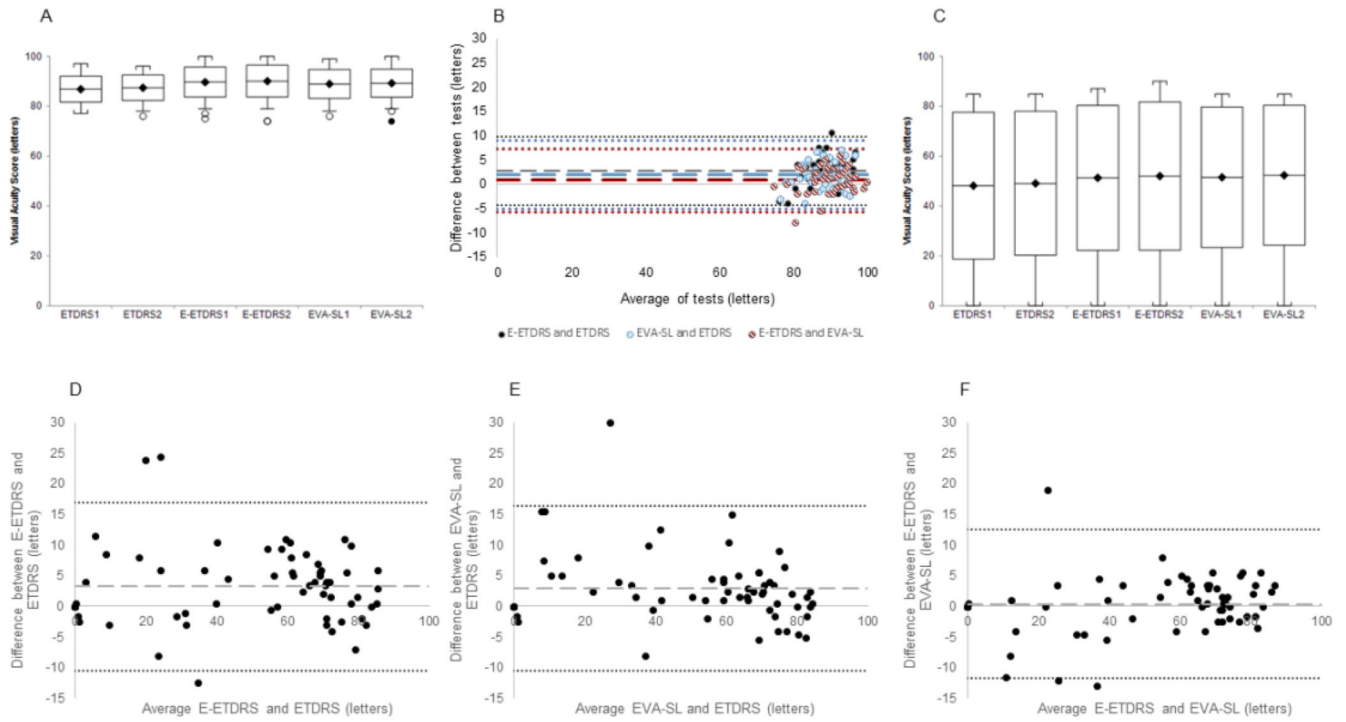 A
Visual Acuity Score (letters)
100
80
60
40
20
0
ETDRS1 ETDRS2 E-ETDRS1 E-ETDRS2 EVA-SL1 EVA-SL2
B
Difference between tests (letters)
30
25
20
15
10
5
0
-5
-10
-15
0 20 40 60 80 100
Average of tests (letters)
E-ETDRS and ETDRS EVA-SL and ETDRS E-ETDRS and EVA-SL
C
Visual Acuity Score (letters)
100
80
60
40
20
0
ETDRS1 ETDRS2 E-ETDRS1 E-ETDRS2 EVA-SL1 EVA-SL2
D
Difference between E-ETDRS and
ETDRS (letters)
30
25
20
15
10
5
0
-5
-10
-15
0 20 40 60 80 100
Average E-ETDRS and ETDRS (letters)
E
Difference between EVA-SL and
ETDRS (letters)
30
25
20
15
10
5
0
-5
-10
-15
0 20 40 60 80 100
Average EVA-SL and ETDRS (letters)
F
Difference between E-ETDRS and
EVA-SL (letters)
30
25
20
15
10
5
0
-5
-10
-15
0 20 40 60 80 100
Average E-ETDRS and EVA-SL (letters)